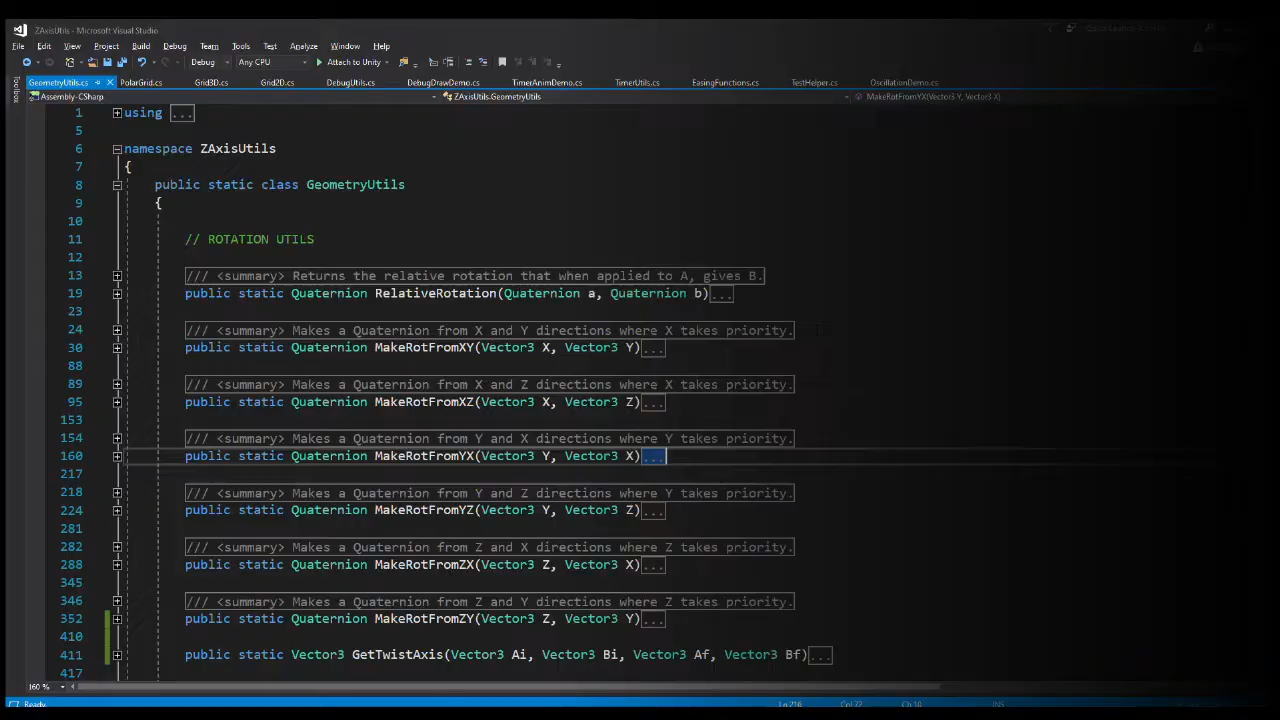 ZAxisUtils - Microsoft Visual Studio
File Edit View Project Build Debug Team Tools Test Analyze Window Help
Debug Any CPU Attach to Unity
GeometryUtils.cs PolarGrid.cs Grid3D.cs Grid2D.cs DebugUtils.cs DebugDrawDemo.cs TimerAnimDemo.cs TimerUtils.cs EasingFunctions.cs TestHelper.cs OscillationDemo.cs
Toolbox
Assembly-CSharp ZAxisUtils.GeometryUtils MakeRotFromYX(Vector3 Y, Vector3 X)
1 using ...
5
6 namespace ZAxisUtils
7 {
8 public static class GeometryUtils
9 {
10
11 // ROTATION UTILS
12
13 /// <summary> Returns the relative rotation that when applied to A, gives B.
19 public static Quaternion RelativeRotation(Quaternion a, Quaternion b)...
23
24 /// <summary> Makes a Quaternion from X and Y directions where X takes priority.
30 public static Quaternion MakeRotFromXY(Vector3 X, Vector3 Y)...
88
89 /// <summary> Makes a Quaternion from X and Z directions where X takes priority.
95 public static Quaternion MakeRotFromXZ(Vector3 X, Vector3 Z)...
153
154 /// <summary> Makes a Quaternion from Y and X directions where Y takes priority.
160 public static Quaternion MakeRotFromYX(Vector3 Y, Vector3 X)...
217
218 /// <summary> Makes a Quaternion from Y and Z directions where Y takes priority.
224 public static Quaternion MakeRotFromYZ(Vector3 Y, Vector3 Z)...
281
282 /// <summary> Makes a Quaternion from Z and X directions where Z takes priority.
288 public static Quaternion MakeRotFromZX(Vector3 Z, Vector3 X)...
345
346 /// <summary> Makes a Quaternion from Z and Y directions where Z takes priority.
352 public static Quaternion MakeRotFromZY(Vector3 Z, Vector3 Y)...
410
411 public static Vector3 GetTwistAxis(Vector3 Ai, Vector3 Bi, Vector3 Af, Vector3 Bf)...
417
160 %
Ready Ln 216 Col 72 Ch 10 INS